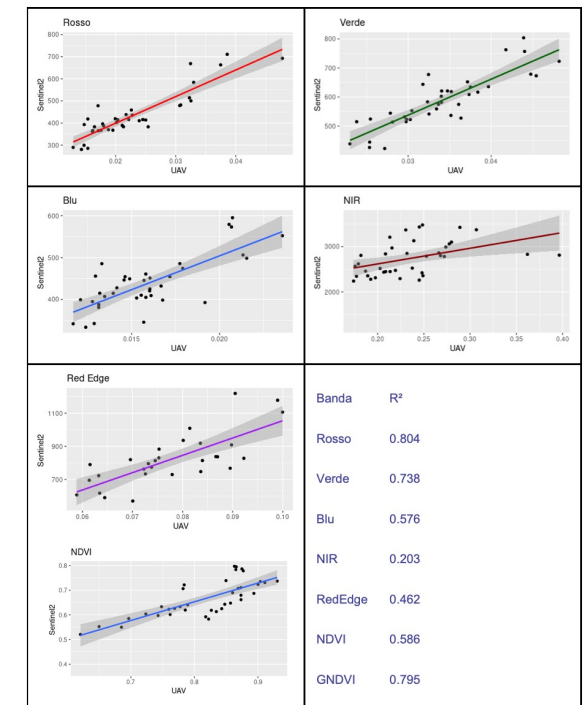 Rosso
800
700
600
500
400
300
Sentinel2
0.02
0.03
0.04
UAV
Verde
800
700
600
500
Sentinel2
0.03
0.04
UAV
Blu
600
500
400
Sentinel2
0.015
0.020
UAV
NIR
3000
2000
Sentinel2
0.20
0.25
0.30
0.35
0.40
UAV
Red Edge
1100
900
700
Sentinel2
0.06
0.07
0.08
0.09
0.10
UAV
NDVI
0.8
0.7
0.6
0.5
0.4
Sentinel2
0.7
0.8
0.9
UAV
Banda R²
Rosso 0.804
Verde 0.738
Blu 0.576
NIR 0.203
RedEdge 0.462
NDVI 0.586
GNDVI 0.795